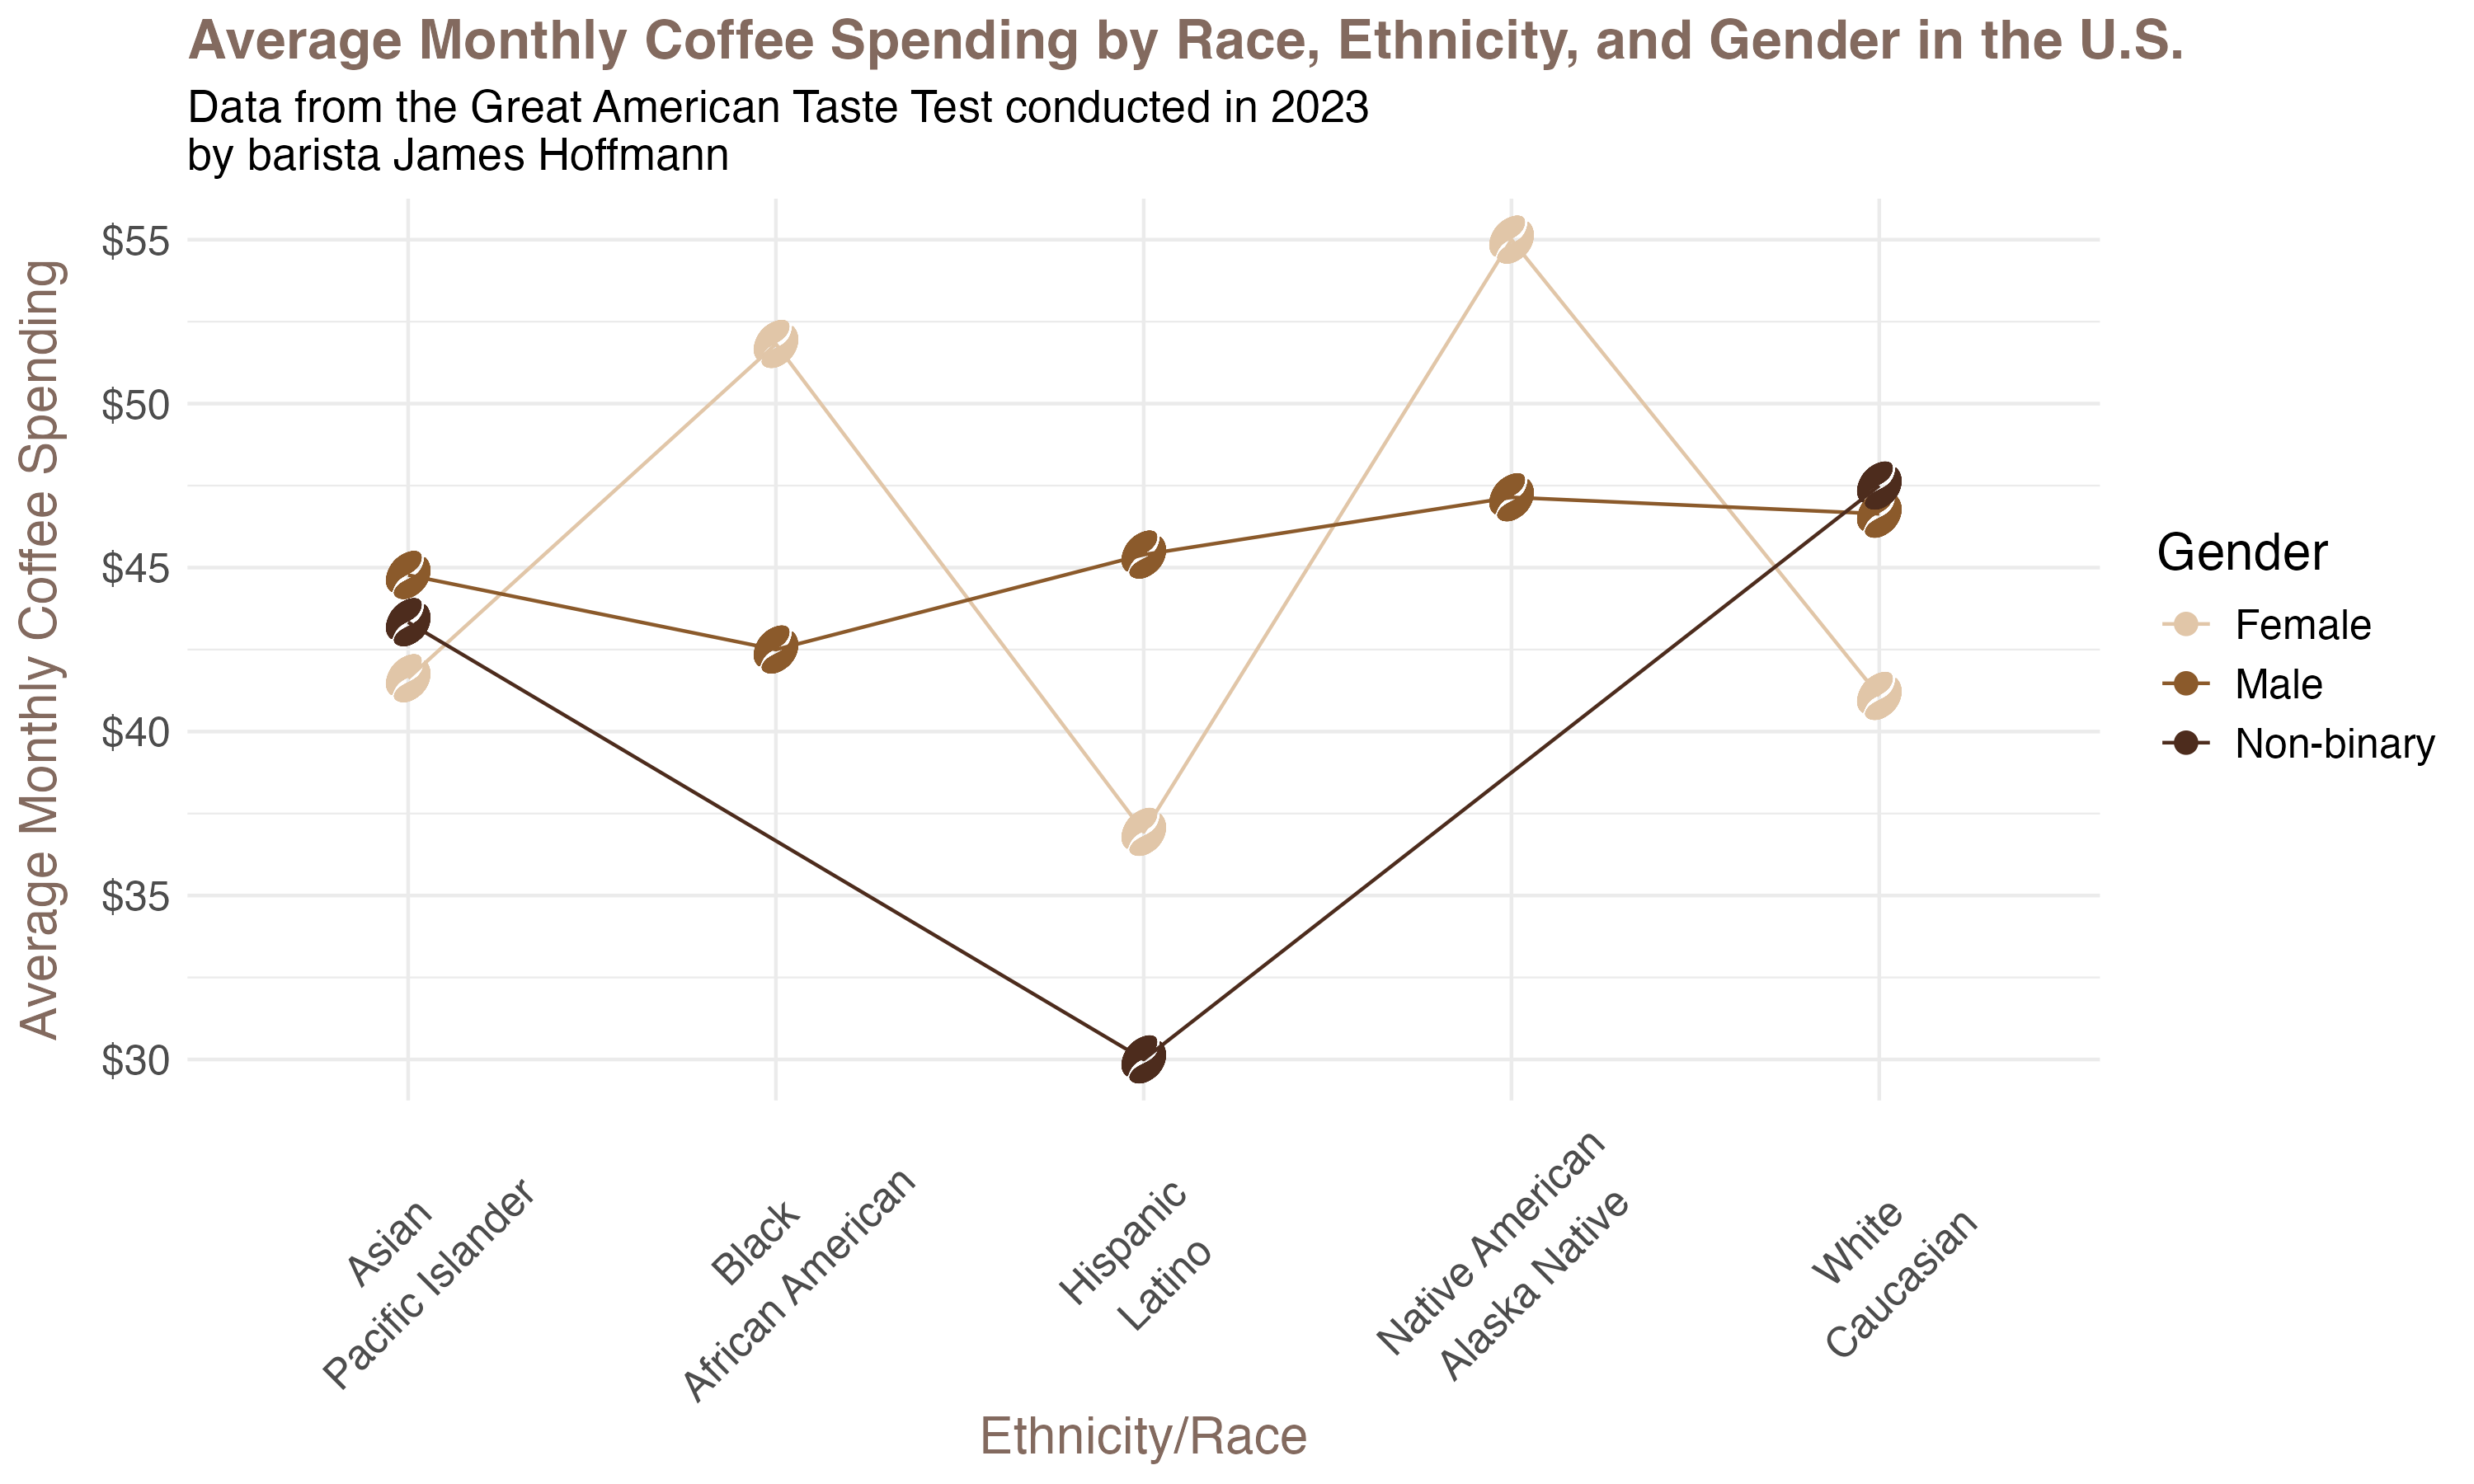 Average Monthly Coffee Spending by Race, Ethnicity, and Gender in the U.S.
Data from the Great American Taste Test conducted in 2023
by barista James Hoffmann
Average Monthly Coffee Spending
$55
$50
$45
$40
$35
$30
Asian
Pacific Islander
Black
African American
Hispanic
Latino
Native American
Alaska Native
White
Caucasian
Ethnicity/Race
Gender
Female
Male
Non-binary